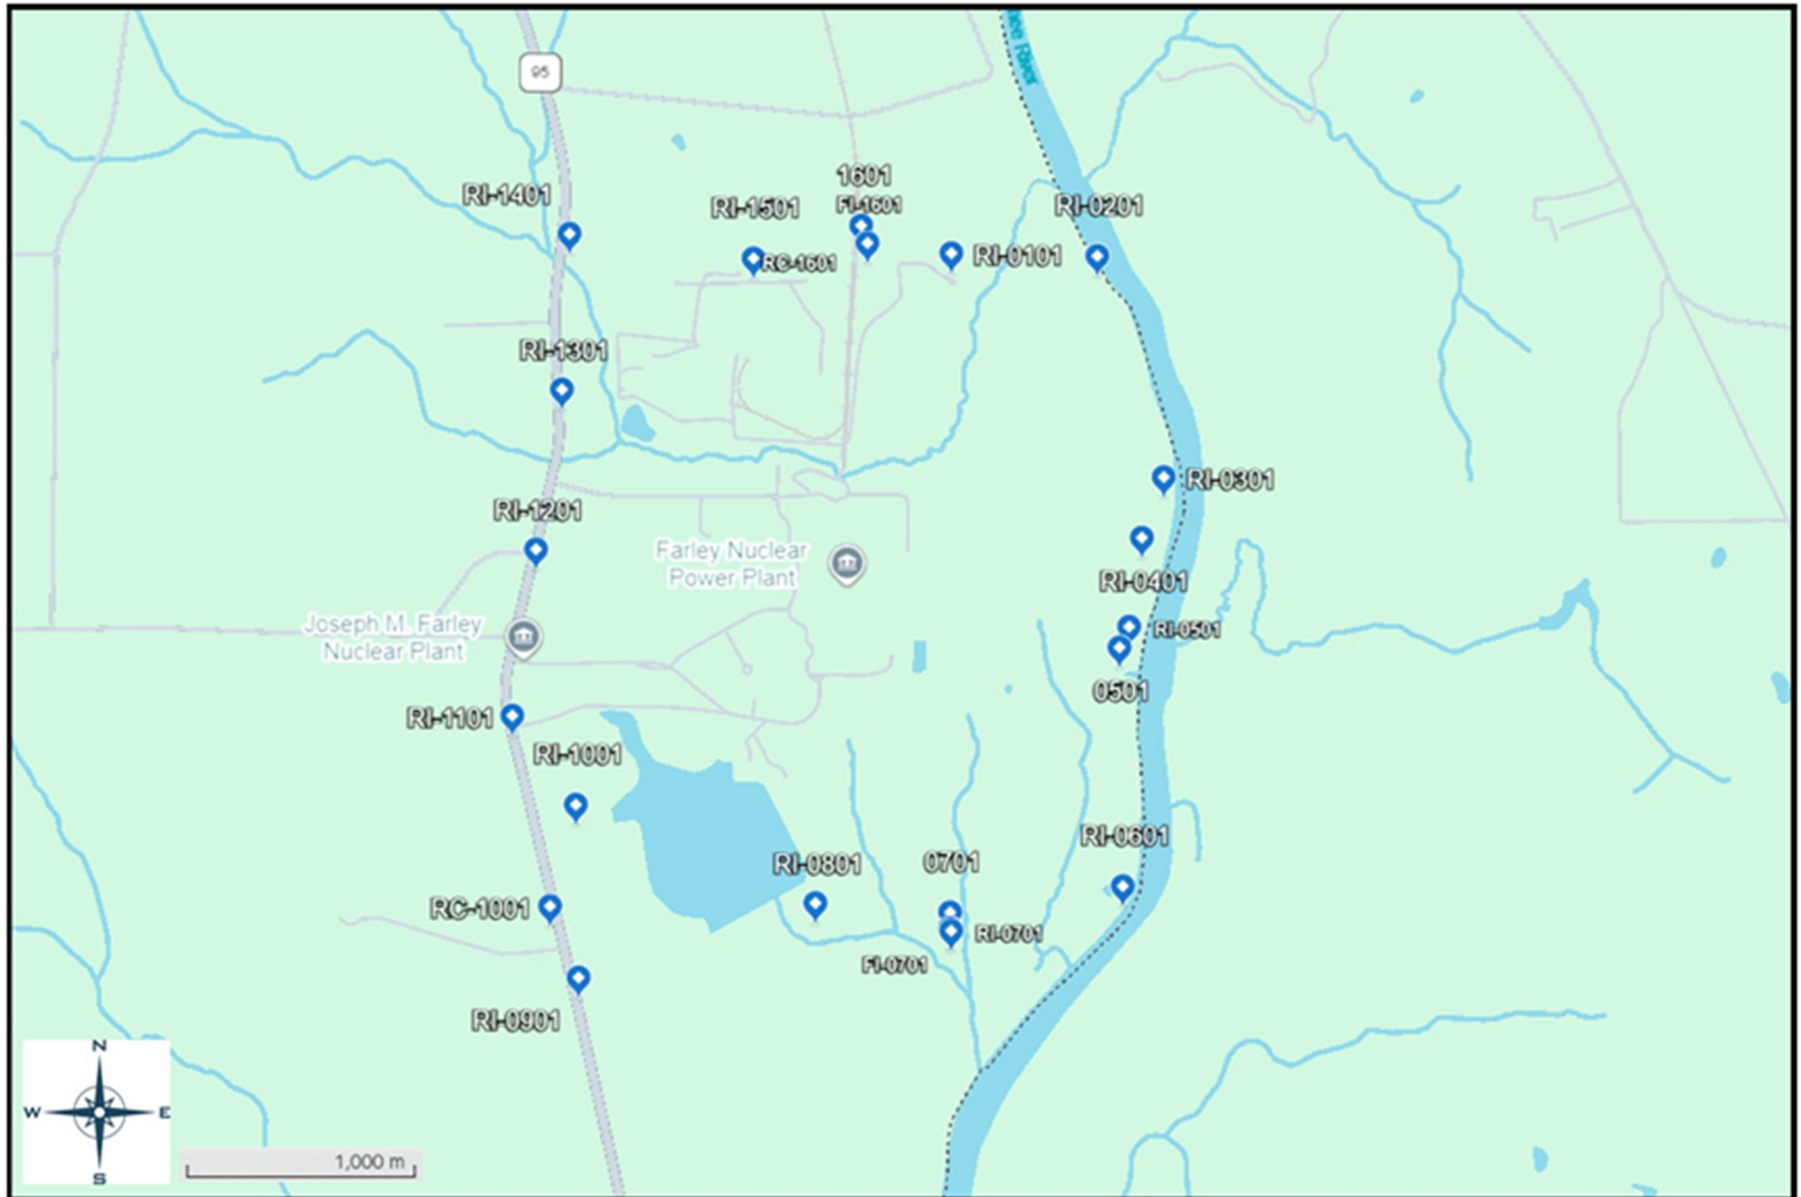 95
River
1601
RI-1401
RI-1501
FI-1601
RI-0201
RC-1601
RI-0101
RI-1301
RI-0301
RI-1201
Farley Nuclear
Power Plant
RI-0401
Joseph M. Farley
Nuclear Plant
RI-0501
0501
RI-1101
RI-1001
RI-0601
RI-0801
0701
RC-1001
RI-0701
FI-0701
RI-0901
N
W
E
S
1,000 m